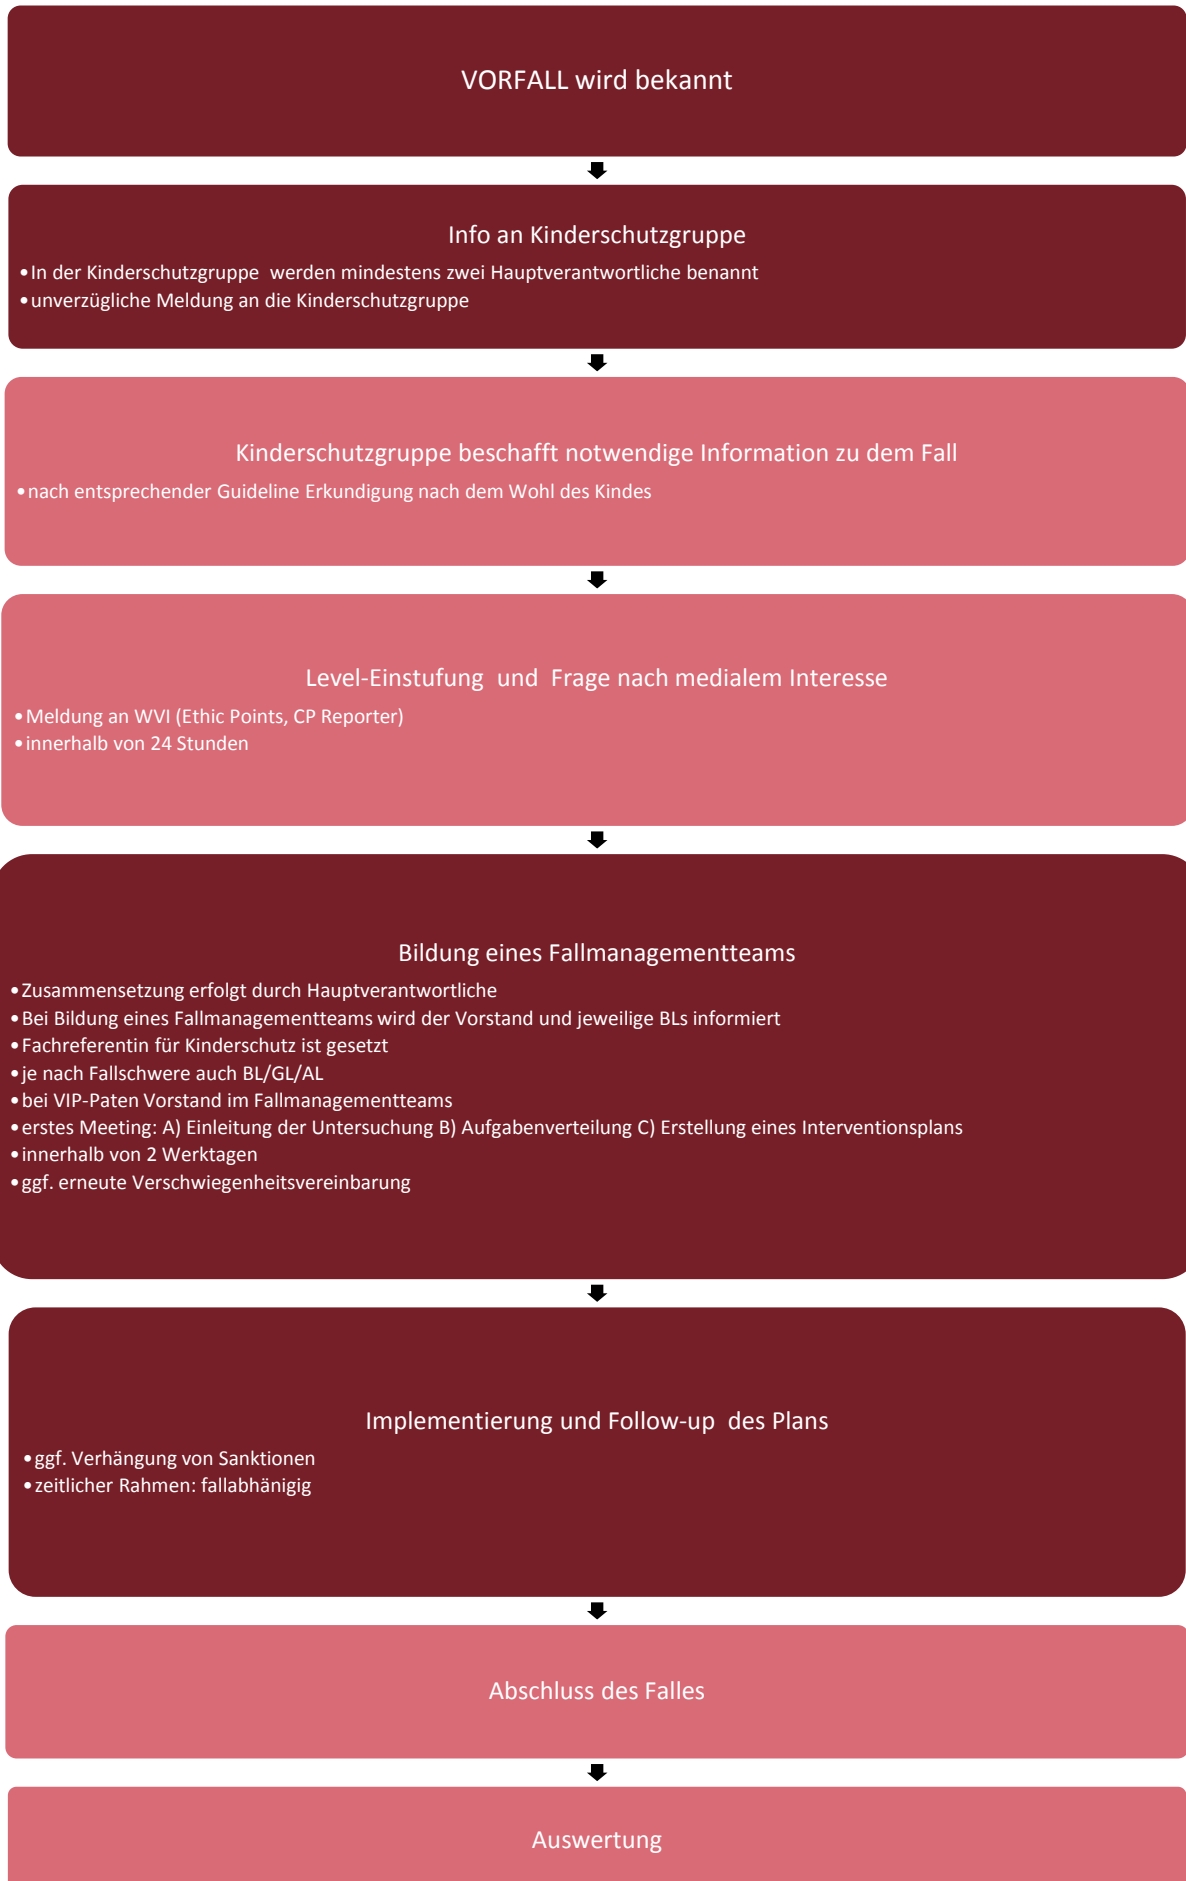 VORFALL wird bekannt
Info an Kinderschutzgruppe
•In der Kinderschutzgruppe werden mindestens zwei Hauptverantwortliche benannt
•unverzügliche Meldung an die Kinderschutzgruppe
Kinderschutzgruppe beschafft notwendige Information zu dem Fall
•nach entsprechender Guideline Erkundigung nach dem Wohl des Kindes
Level-Einstufung und Frage nach medialem Interesse
•Meldung an WVI (Ethic Points, CP Reporter)
•innerhalb von 24 Stunden
Bildung eines Fallmanagementteams
•Zusammensetzung erfolgt durch Hauptverantwortliche
•Bei Bildung eines Fallmanagementteams wird der Vorstand und jeweilige BLs informiert
•Fachreferentin für Kinderschutz ist gesetzt
•je nach Fallschwere auch BL/GL/AL
•bei VIP-Paten Vorstand im Fallmanagementteams
•erstes Meeting: A) Einleitung der Untersuchung B) Aufgabenverteilung C) Erstellung eines Interventionsplans
•innerhalb von 2 Werktagen
•ggf. erneute Verschwiegenheitsvereinbarung
Implementierung und Follow-up des Plans
•ggf. Verhängung von Sanktionen
•zeitlicher Rahmen: fallabhänigig
Abschluss des Falles
Auswertung